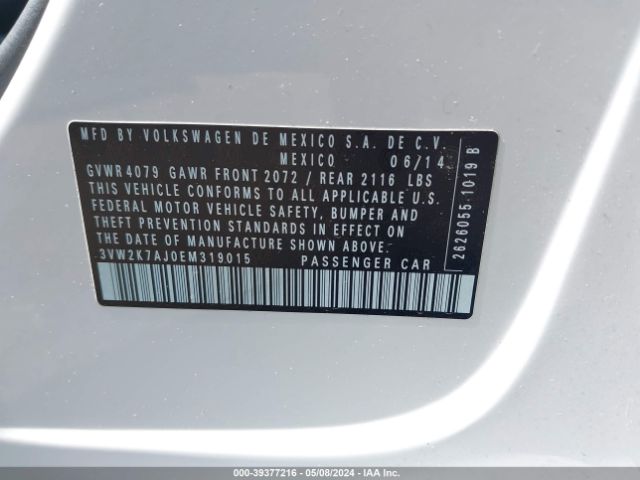 MFD BY VOLKSWAGEN DE MEXICO S.A. DE C.V.
MEXICO 06/14
GVWR 4079 GAWR FRONT 2072 / REAR 2116 LBS
THIS VEHICLE CONFORMS TO ALL APPLICABLE U.S.
FEDERAL MOTOR VEHICLE SAFETY, BUMPER AND
THEFT PREVENTION STANDARDS IN EFFECT ON
THE DATE OF MANUFACTURE SHOWN ABOVE.
3VW2K7AJ0EM319015 PASSENGER CAR
2626055 1019 B
000-39377216 - 05/08/2024 - IAA Inc.